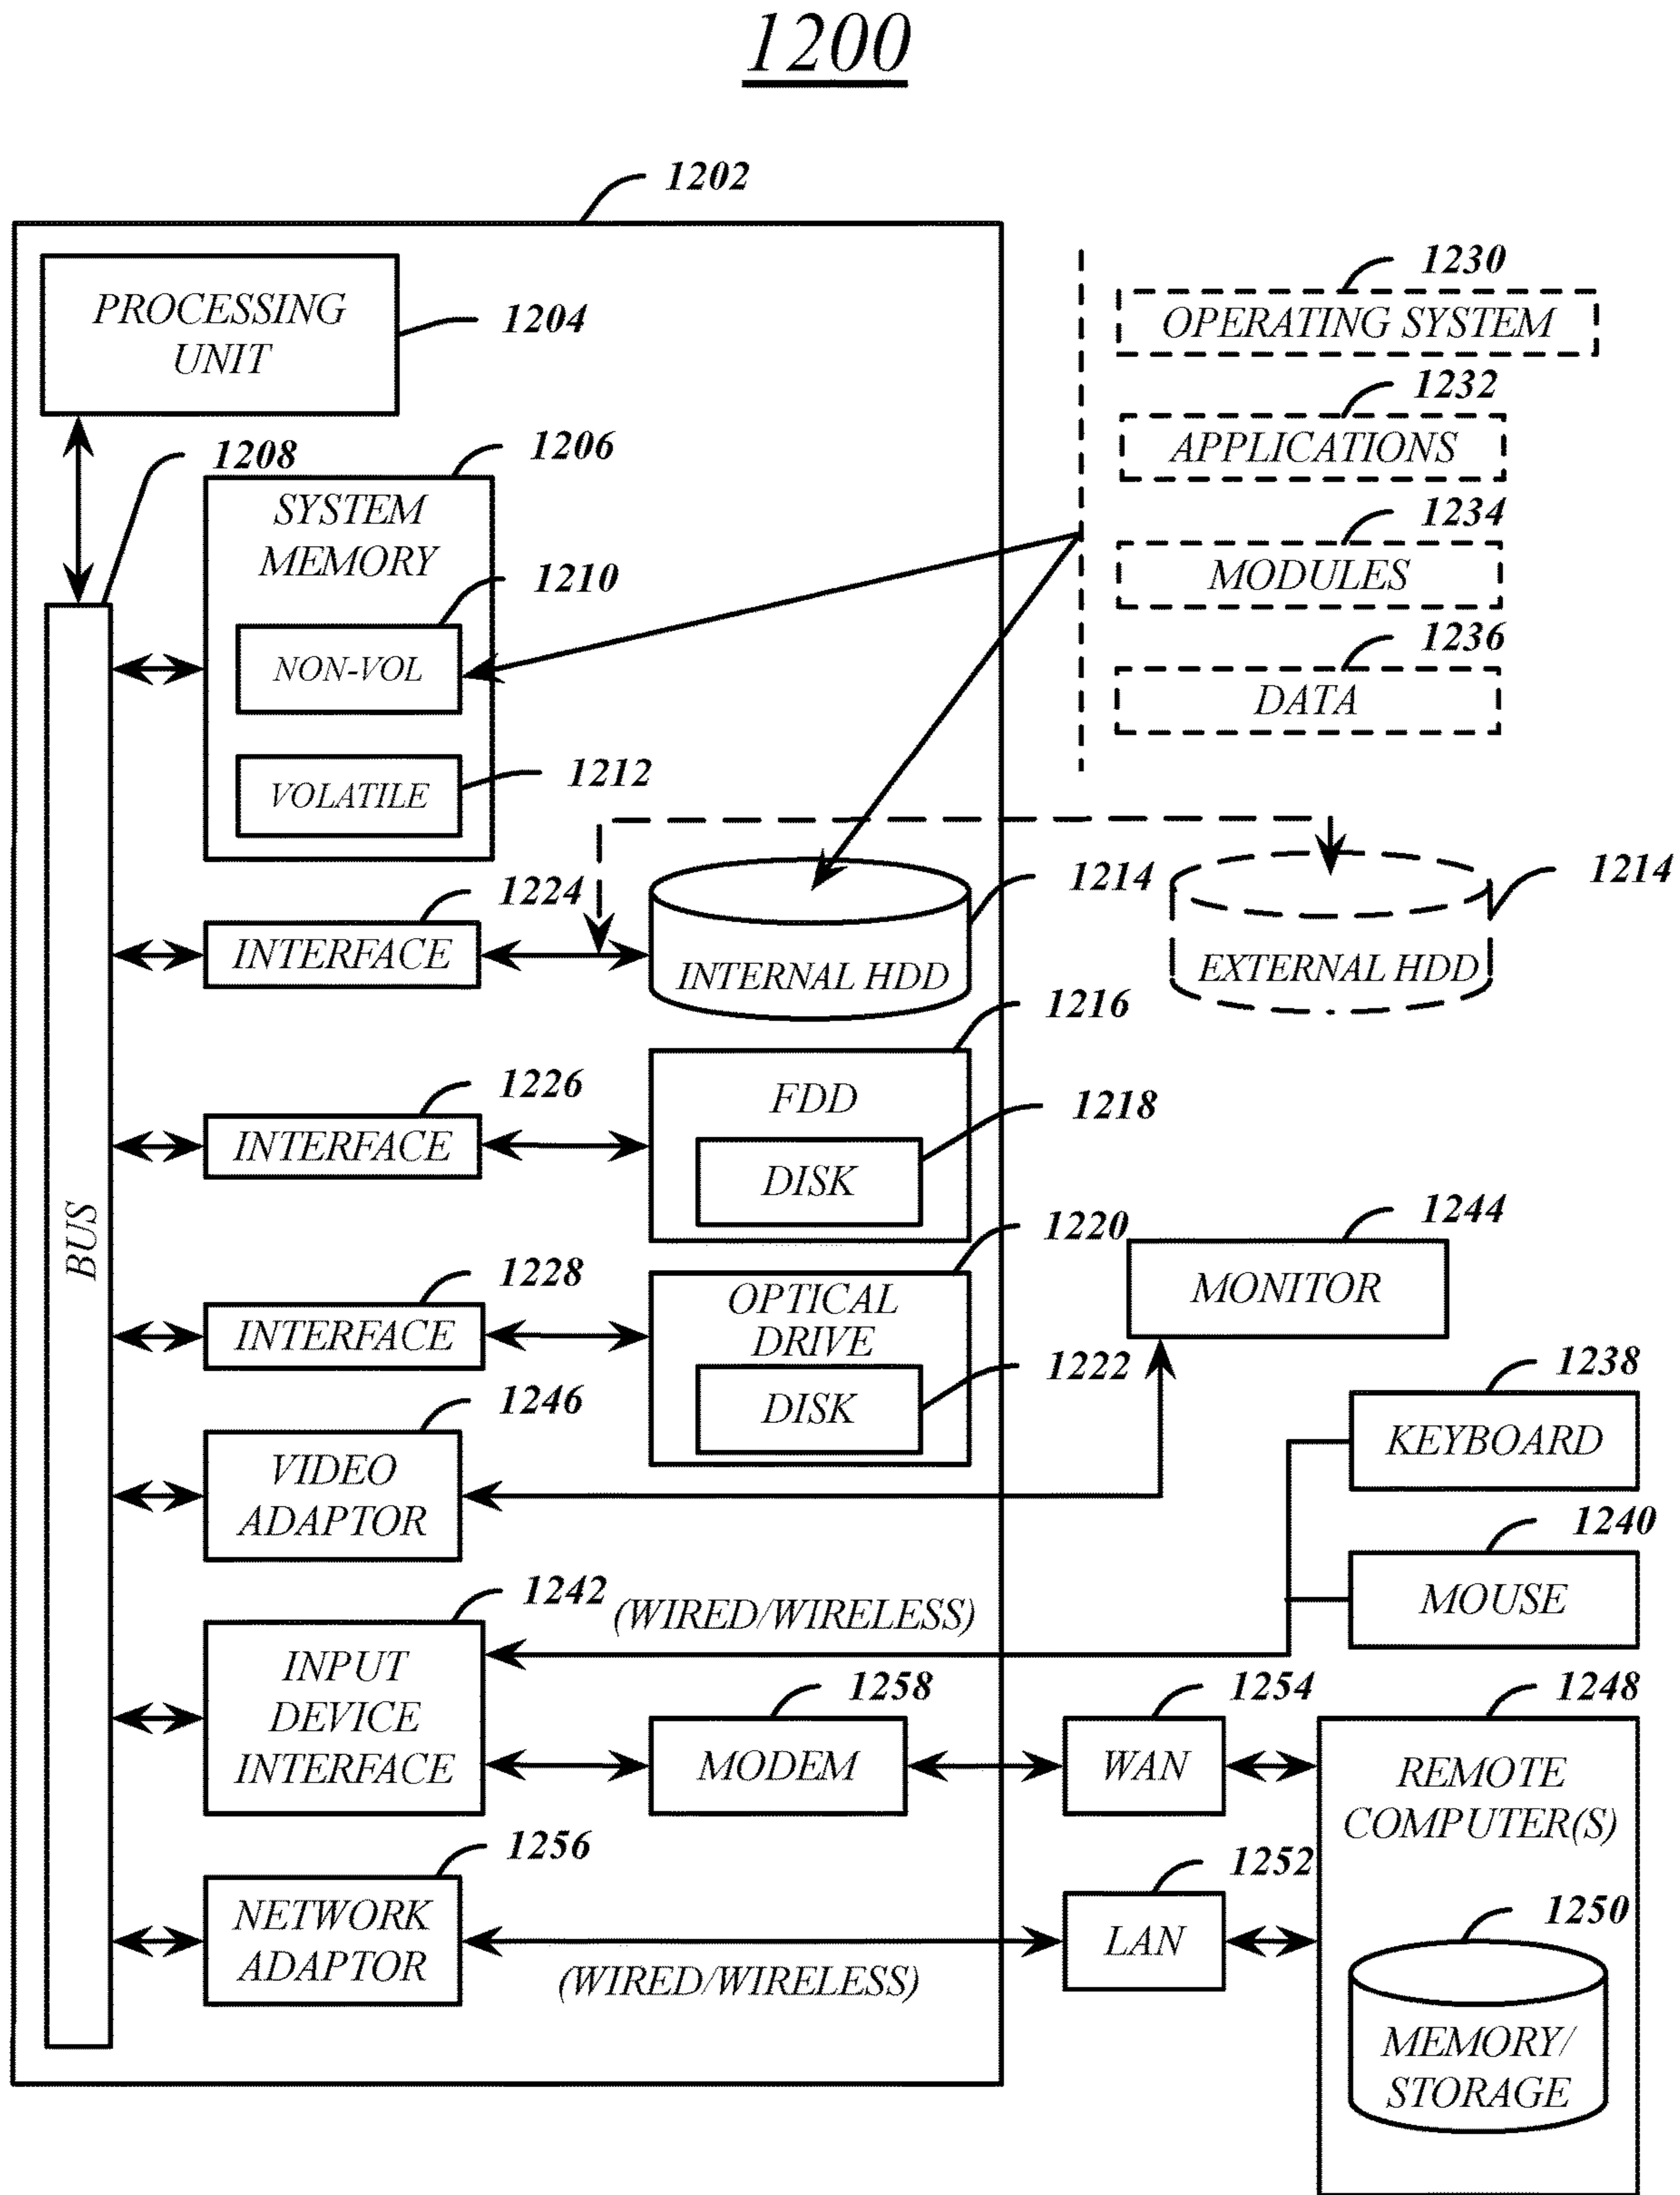 1200
1202
PROCESSING
UNIT
1204
1208
1206
SYSTEM
MEMORY
1210
NON-VOL
1212
VOLATILE
1230
OPERATING SYSTEM
1232
APPLICATIONS
1234
MODULES
1236
DATA
BUS
1224
INTERFACE
1214
INTERNAL HDD
1214
EXTERNAL HDD
1226
INTERFACE
1216
FDD
1218
DISK
1228
INTERFACE
1220
OPTICAL
DRIVE
1222
DISK
1244
MONITOR
1246
VIDEO
ADAPTOR
1238
KEYBOARD
1240
MOUSE
1242
(WIRED/WIRELESS)
INPUT
DEVICE
INTERFACE
1258
MODEM
1254
WAN
1248
REMOTE
COMPUTER(S)
1256
NETWORK
ADAPTOR
(WIRED/WIRELESS)
1252
LAN
1250
MEMORY/
STORAGE